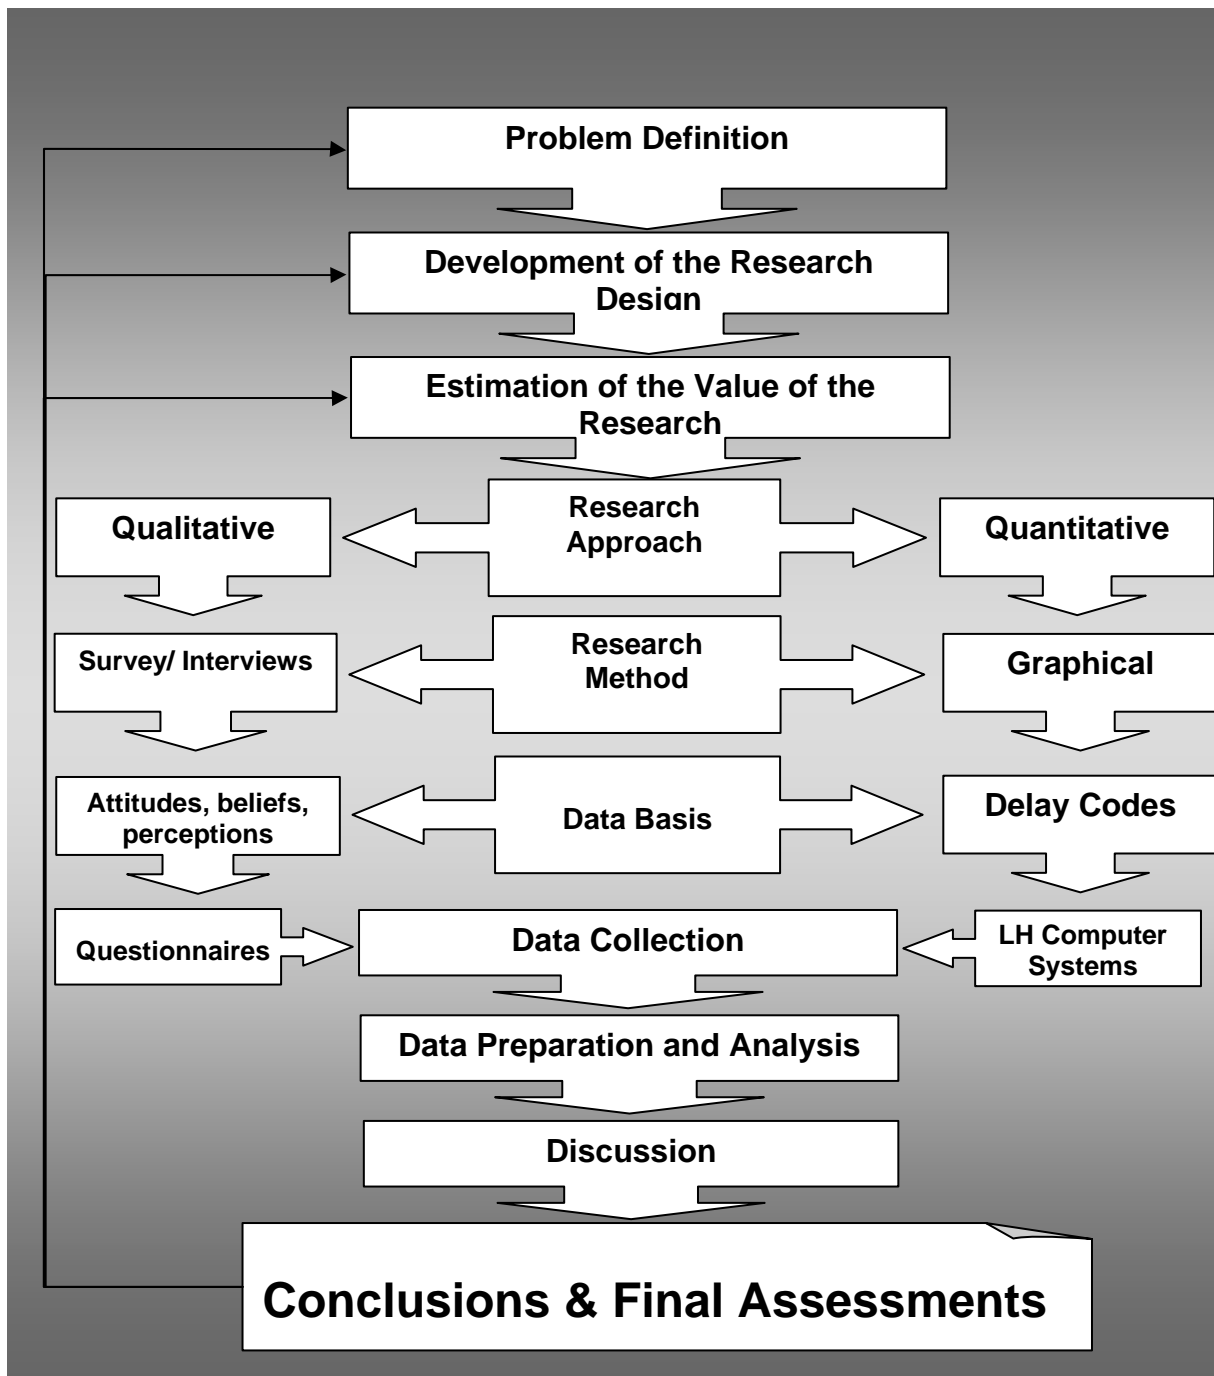 Problem Definition
Development of the Research
Design
Estimation of the Value of the
Research
Qualitative
Research
Approach
Quantitative
Survey/ Interviews
Research
Method
Graphical
Attitudes, beliefs,
perceptions
Data Basis
Delay Codes
Questionnaires
Data Collection
LH Computer
Systems
Data Preparation and Analysis
Discussion
Conclusions & Final Assessments